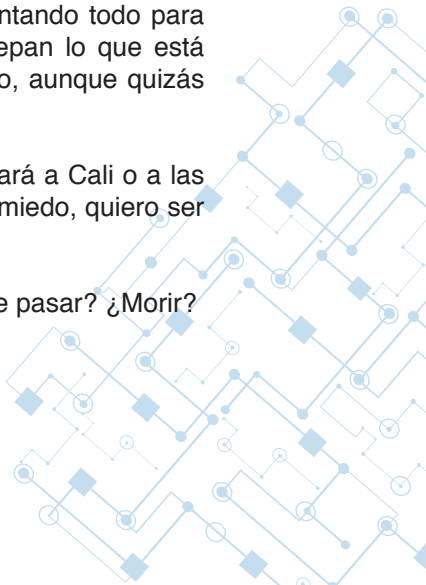 ntando todo para
epan lo que está
o, aunque quizás
ará a Cali o a las
miedo, quiero ser
e pasar? ¿Morir?